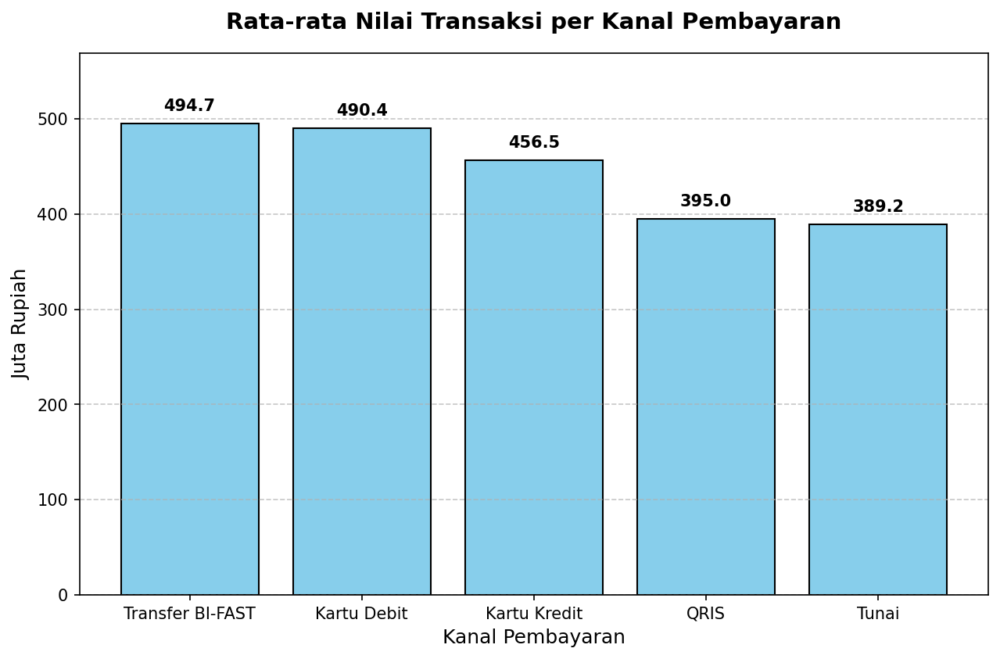 Rata-rata Nilai Transaksi per Kanal Pembayaran
Juta Rupiah
500
400
300
200
100
0
494.7
490.4
456.5
395.0
389.2
Transfer BI-FAST
Kartu Debit
Kartu Kredit
QRIS
Tunai
Kanal Pembayaran